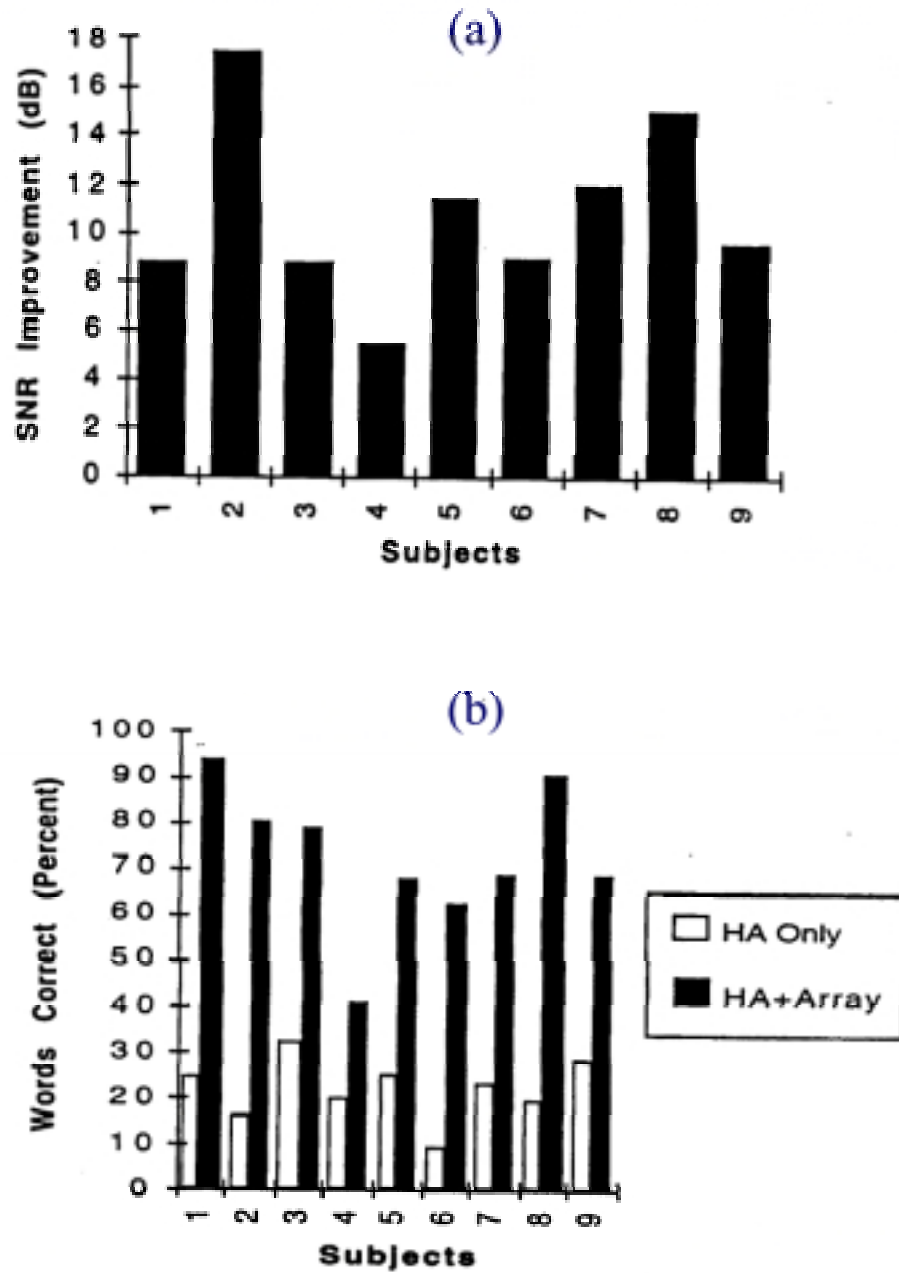 (a)
SNR Improvement (dB)
18
16
14
12
10
8
6
4
2
0
1 2 3 4 5 6 7 8 9
Subjects
(b)
Words Correct (Percent)
100
90
80
70
60
50
40
30
20
10
0
1 2 3 4 5 6 7 8 9
Subjects
HA Only
HA+Array